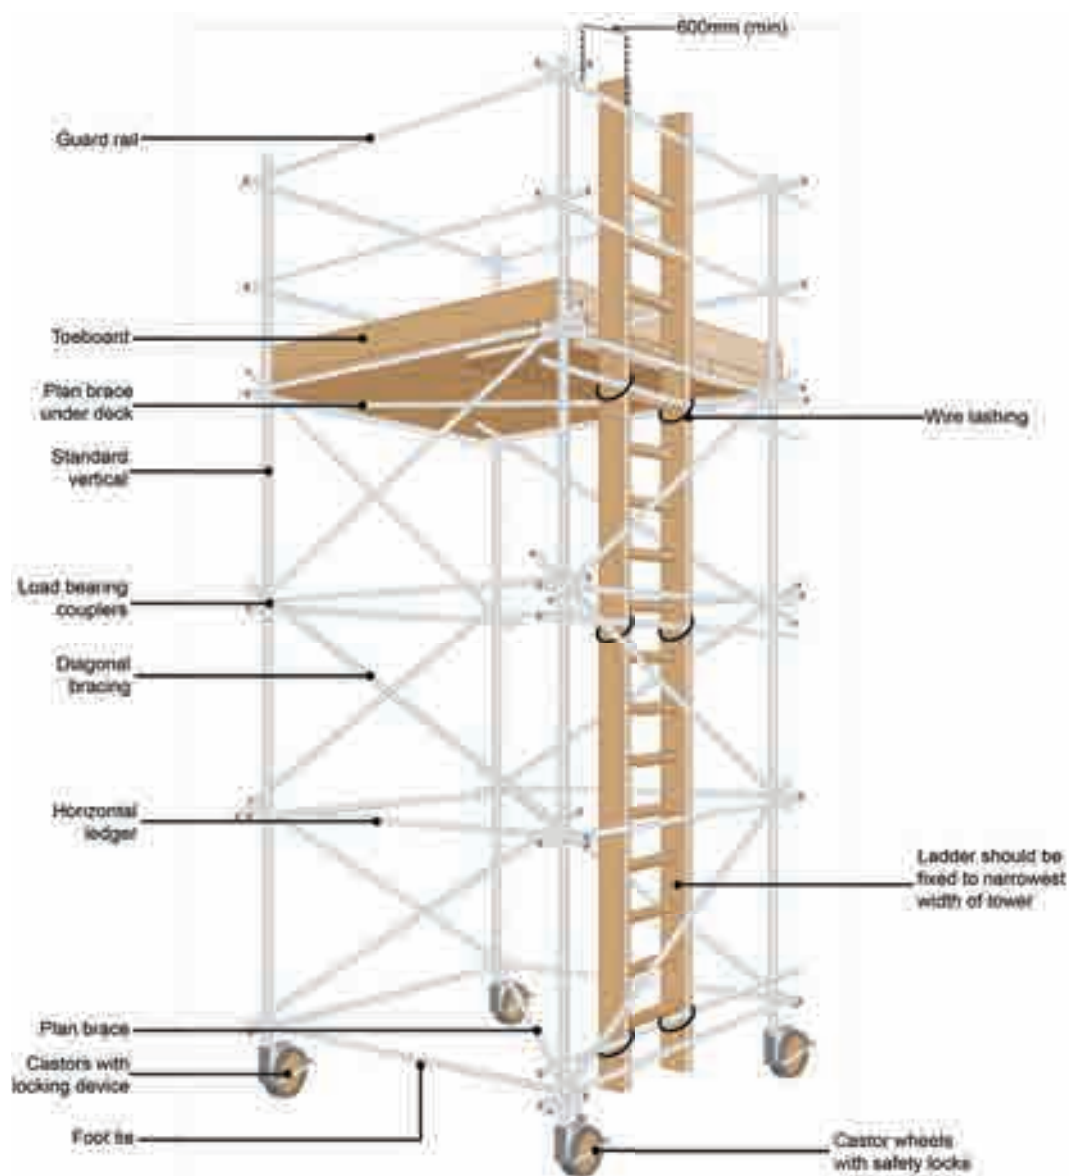 600mm (min)
Guard rail
Toeboard
Plan brace
under deck
Wire lashing
Standard
vertical
Load bearing
couplers
Diagonal
bracing
Horizontal
ledger
Ladder should be
fixed to narrowest
width of tower
Plan brace
Castors with
locking device
Foot tie
Castor wheels
with safety locks